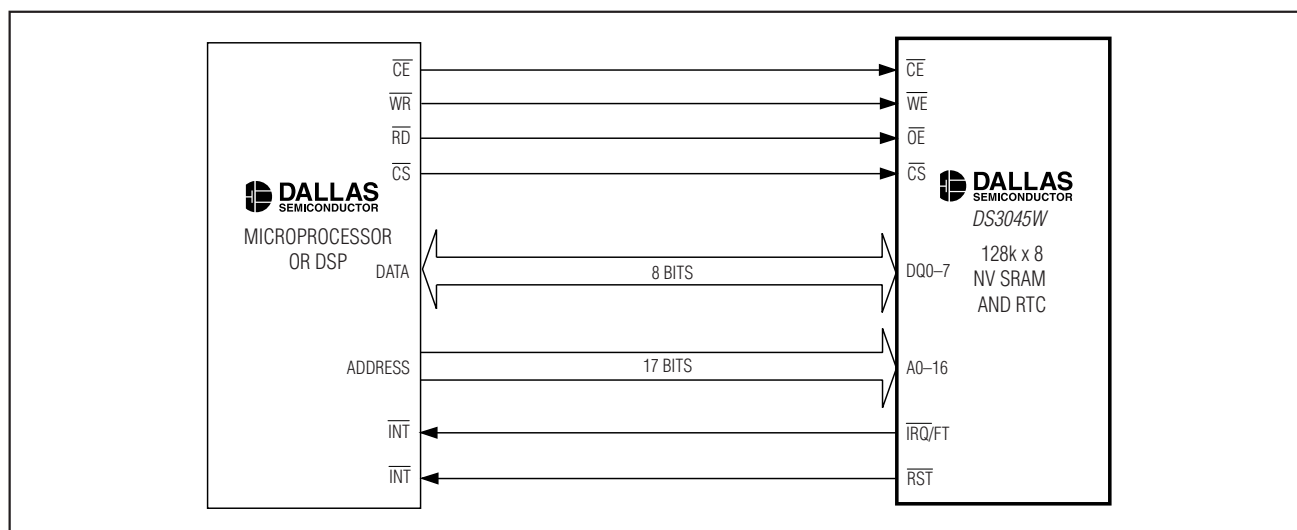 CE
WR
RD
CS
DALLAS
SEMICONDUCTOR
MICROPROCESSOR
OR DSP
DATA
ADDRESS
INT
INT
8 BITS
17 BITS
CE
WE
OE
CS
DALLAS
SEMICONDUCTOR
DS3045W
128k x 8
NV SRAM
AND RTC
DQ0–7
A0–16
IRQ/FT
RST